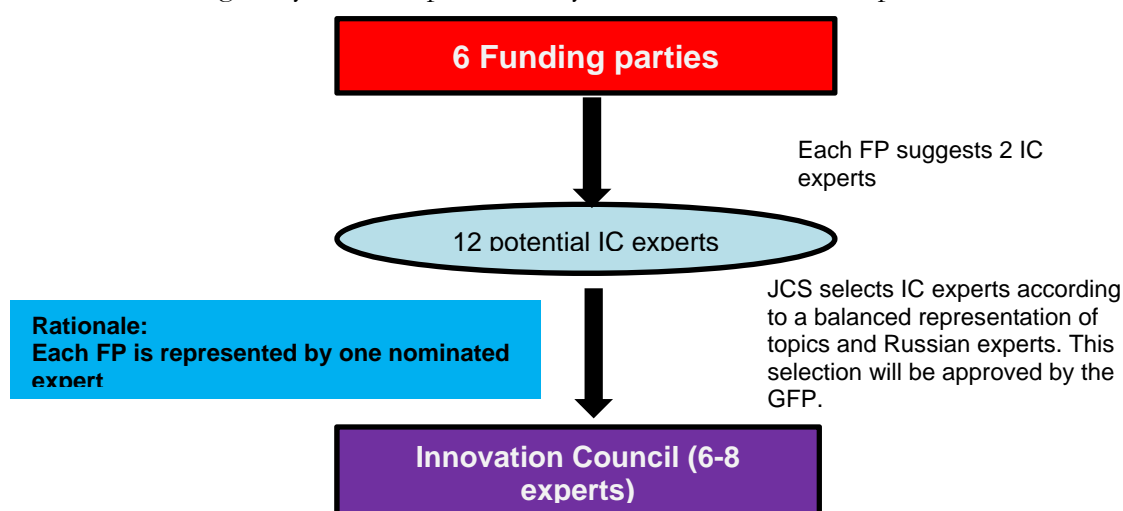 6 Funding parties
Each FP suggests 2 IC
experts
12 potential IC experts
JCS selects IC experts according
to a balanced representation of
topics and Russian experts. This
selection will be approved by the
GFP.
Rationale:
Each FP is represented by one nominated
expert
Innovation Council (6-8
experts)